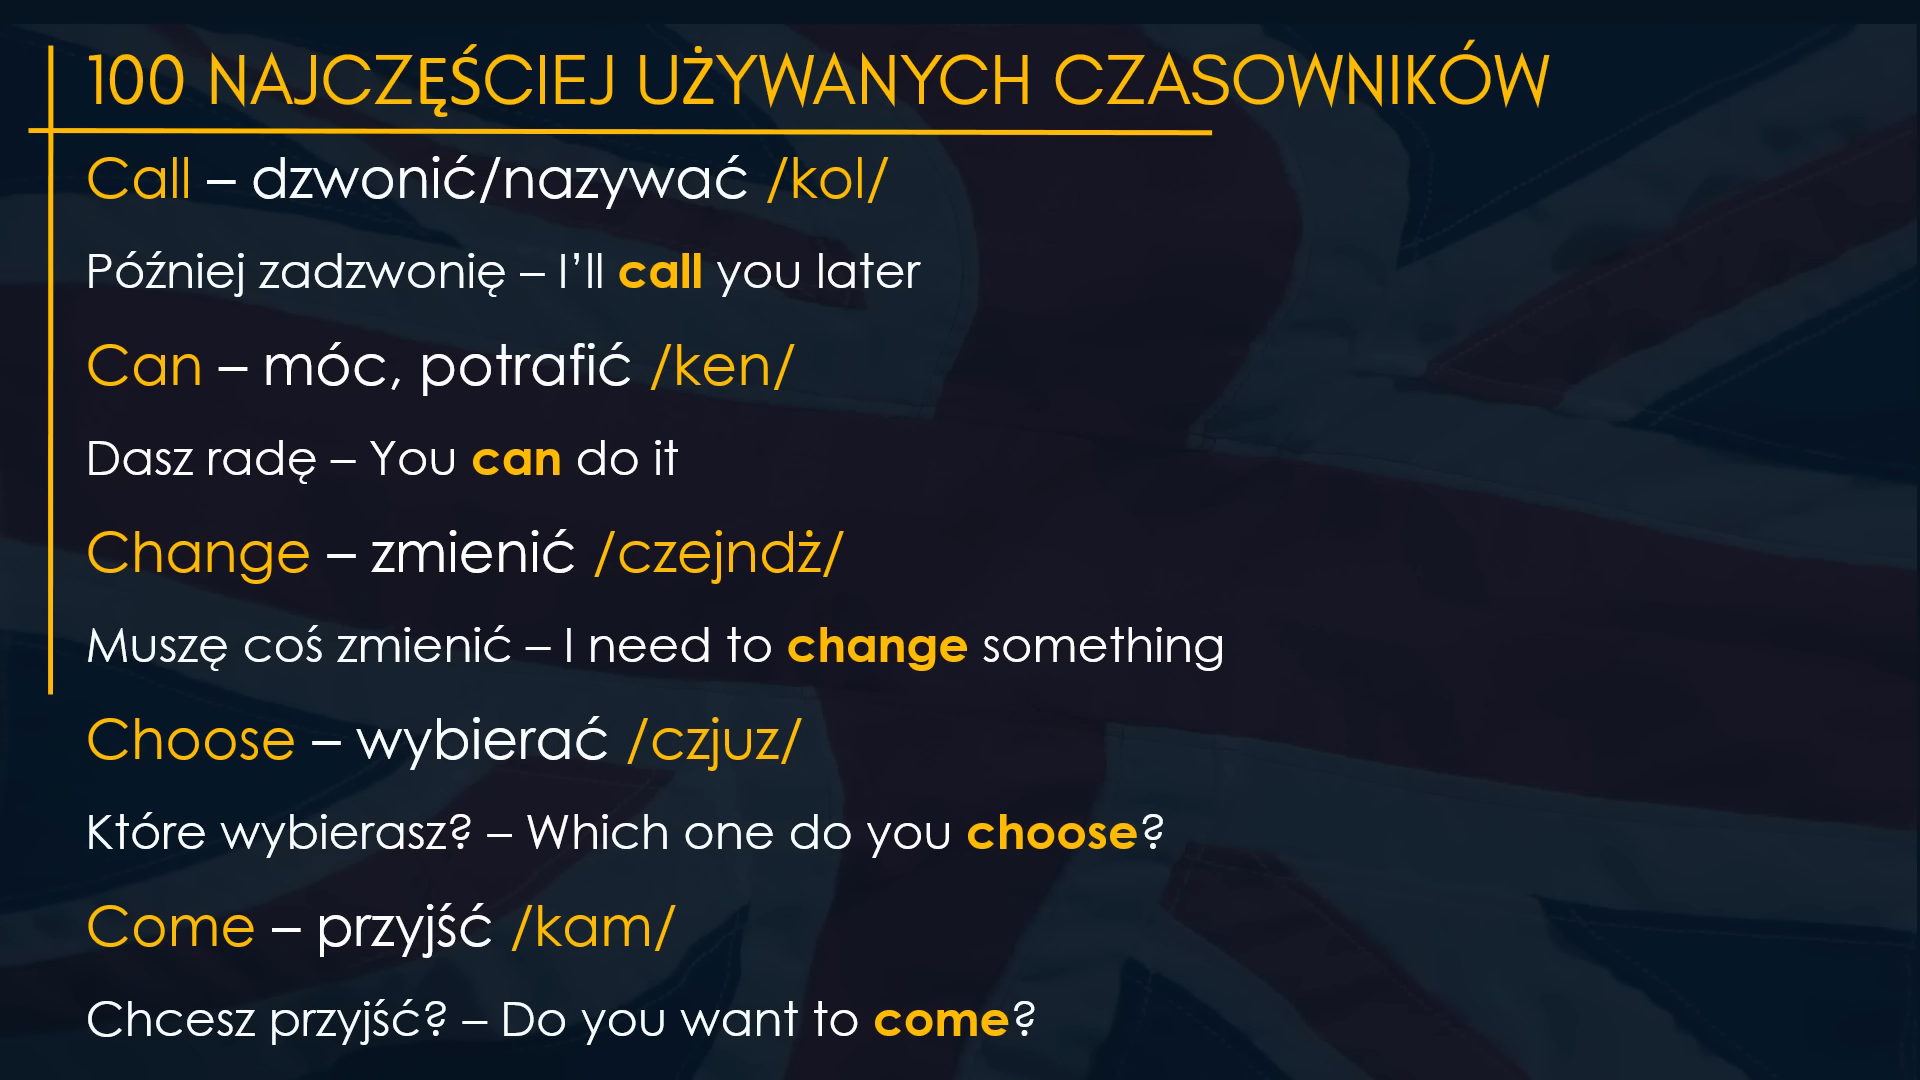 100 NAJCZĘŚCIEJ UŻYWANYCH CZASOWNIKÓW
Call – dzwonić/nazywać /kol/
Później zadzwonię – I’ll call you later
Can – móc, potrafić /ken/
Dasz radę – You can do it
Change – zmienić /czejndż/
Muszę coś zmienić – I need to change something
Choose – wybierać /czjuz/
Które wybierasz? – Which one do you choose?
Come – przyjść /kam/
Chcesz przyjść? – Do you want to come?